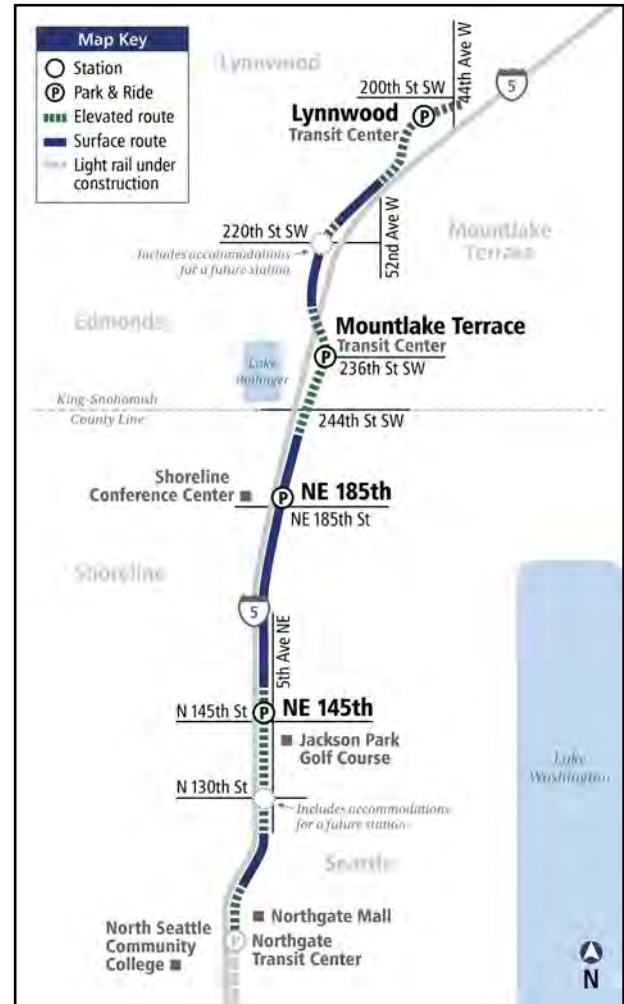 Map Key
Station
P Park & Ride
Elevated route
Surface route
Light rail under
construction
Lynnwood
200th St SW
44th Ave W
5
Lynnwood
P
Transit Center
220th St SW
52nd Ave W
Includes accommodations
for a future station
Mountlake
Terrace
Edmonds
Mountlake Terrace
Transit Center
P
236th St SW
Lake
Ballinger
King-Snohomish
County Line
244th St SW
Shoreline
Conference Center
P
NE 185th
NE 185th St
Shoreline
5
5th Ave NE
N 145th St
P
NE 145th
Jackson Park
Golf Course
N 130th St
Includes accommodations
for a future station
Lake
Washington
Seattle
Northgate Mall
North Seattle
Community
College
P
Northgate
Transit Center
N